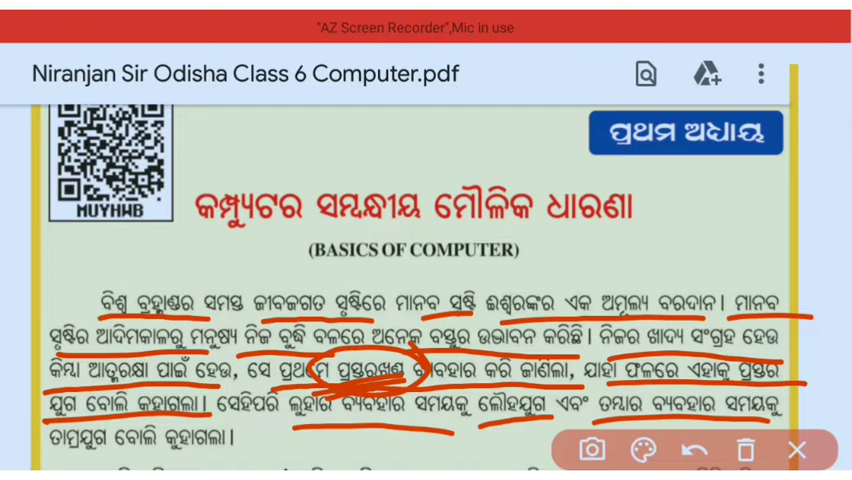 "AZ Screen Recorder",Mic in use
Niranjan Sir Odisha Class 6 Computer.pdf
MUYHWB
ପ୍ରଥମ ଅଧ୍ୟାୟ
କମ୍ପ୍ୟୁଟର ସମ୍ବନ୍ଧୀୟ ମୌଳିକ ଧାରଣା
(BASICS OF COMPUTER)
ବିଶ୍ୱ ବ୍ରହ୍ମାଣ୍ଡର ସମସ୍ତ ଜୀବଜଗତ ସୃଷ୍ଟିରେ ମାନବ ସୃଷ୍ଟି ଈଶ୍ୱରଙ୍କର ଏକ ଅମୂଲ୍ୟ ବରଦାନ। ମାନବ
ସୃଷ୍ଟିର ଆଦିମକାଳରୁ ମନୁଷ୍ୟ ନିଜ ବୁଦ୍ଧି ବଳରେ ଅନେକ ବସ୍ତୁର ଉଦ୍ଭାବନ କରିଛି। ନିଜର ଖାଦ୍ୟ ସଂଗ୍ରହ ହେଉ
କିମ୍ବା ଆତ୍ମରକ୍ଷା ପାଇଁ ହେଉ, ସେ ପ୍ରଥମେ ପ୍ରସ୍ତରଖଣ୍ଡ ବ୍ୟବହାର କରି ଜାଣିଲା, ଯାହା ଫଳରେ ଏହାକୁ ପ୍ରସ୍ତର
ଯୁଗ ବୋଲି କହାଗଲା। ସେହିପରି ଲୁହାର ବ୍ୟବହାର ସମୟକୁ ଲୌହଯୁଗ ଏବଂ ତମ୍ବାର ବ୍ୟବହାର ସମୟକୁ
ତାମ୍ରଯୁଗ ବୋଲି କୁହାଗଲା।